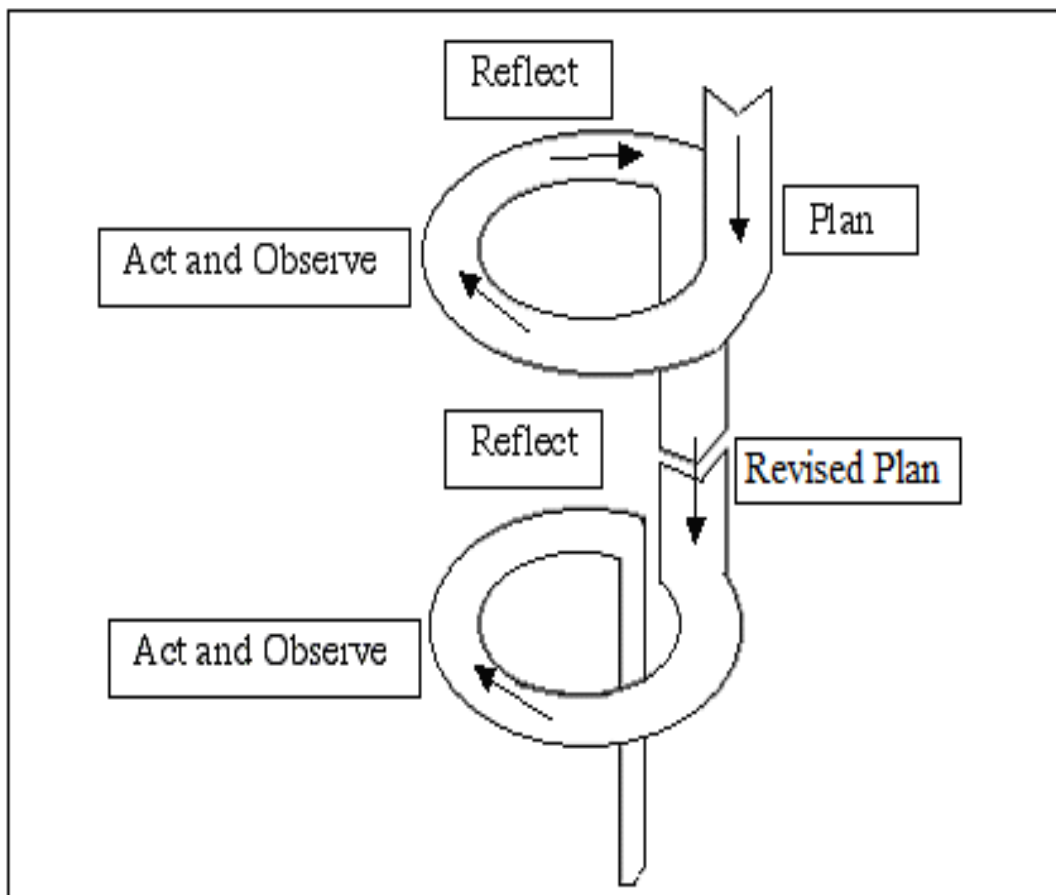 Reflect
Plan
Act and Observe
Reflect
Revised Plan
Act and Observe